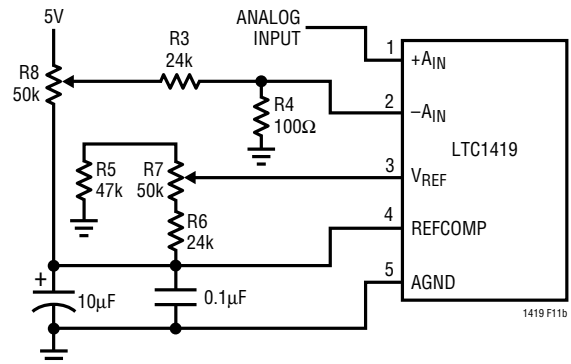 5V
ANALOG
INPUT
R3
24k
R8
50k
R4
100Ω
R5
47k
R7
50k
R6
24k
10µF
0.1µF
+
1
+AIN
2
–AIN
LTC1419
3
VREF
4
REFCOMP
5
AGND
1419 F11b